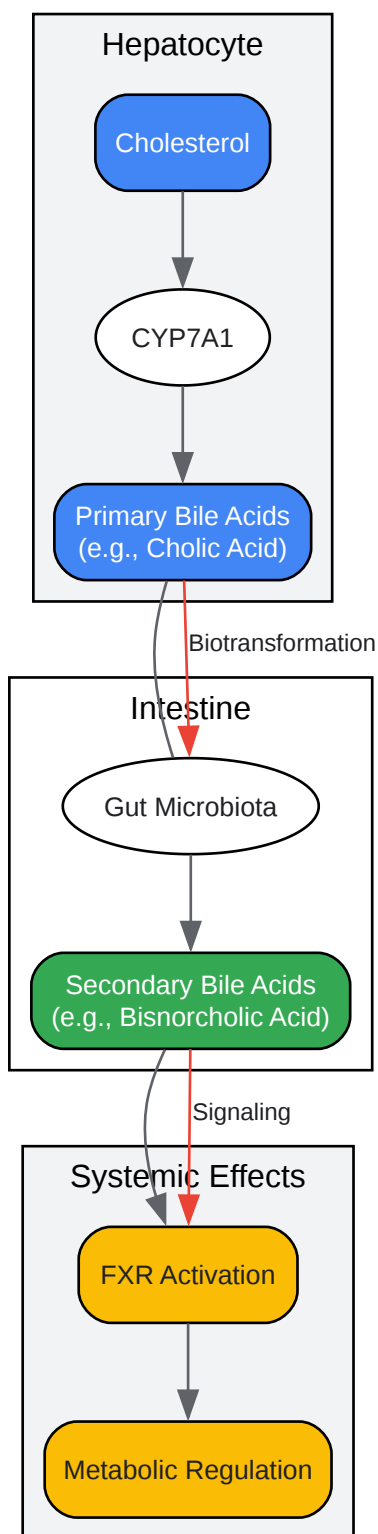 Hepatocyte
Cholesterol
CYP7A1
Primary Bile Acids
(e.g., Cholic Acid)
Biotransformation
Intestine
Gut Microbiota
Secondary Bile Acids
(e.g., Bisnorcholic Acid)
Signaling
Systemic Effects
FXR Activation
Metabolic Regulation